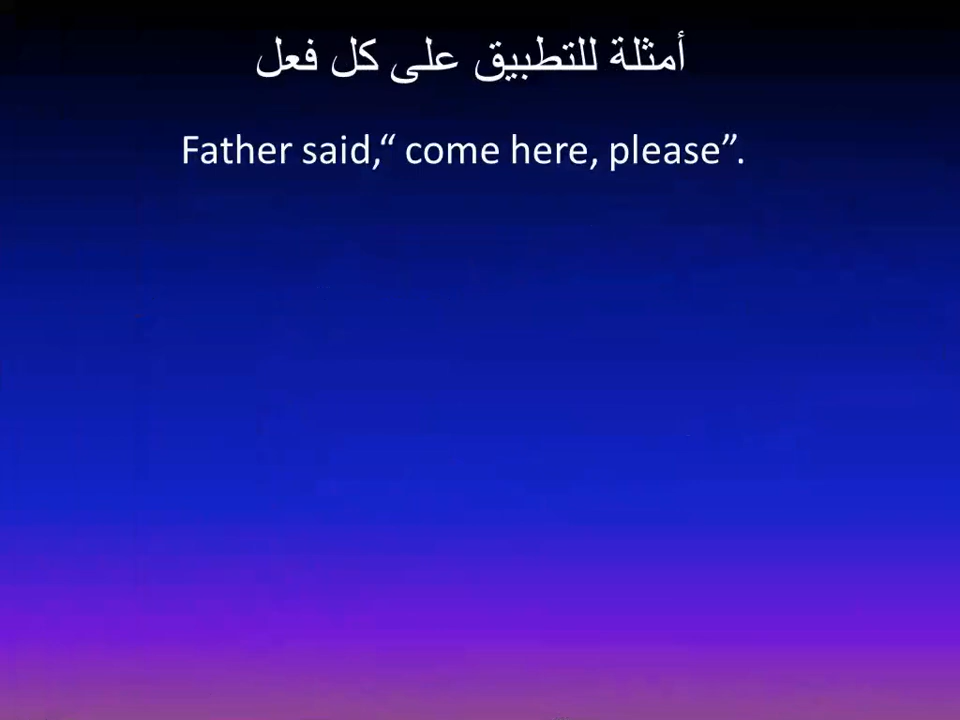 أمثلة للتطبيق على كل فعل
Father said,“ come here, please”.